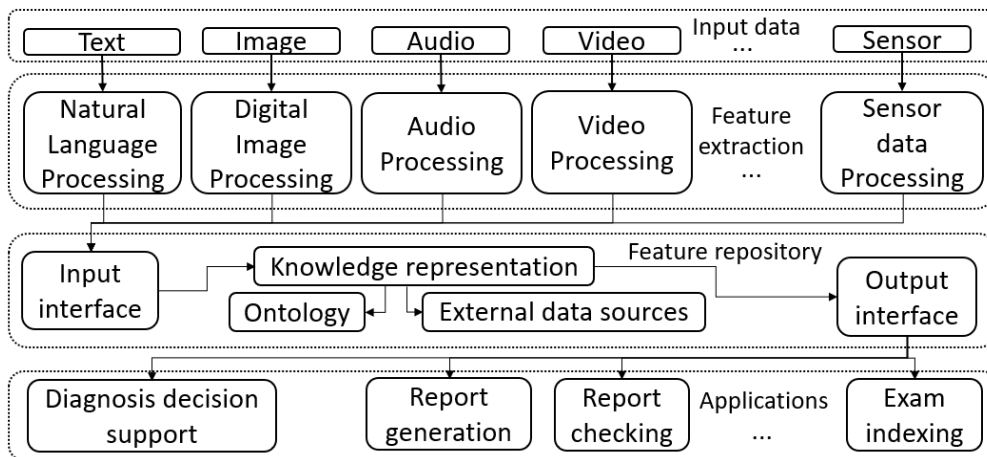 Input data
Text
Image
Audio
Video
...
Sensor
Natural
Language
Processing
Digital
Image
Processing
Audio
Processing
Video
Processing
Feature
extraction
...
Sensor
data
Processing
Feature repository
Input
interface
Knowledge representation
Ontology
External data sources
Output
interface
Diagnosis decision
support
Report
generation
Report
checking
Applications
...
Exam
indexing